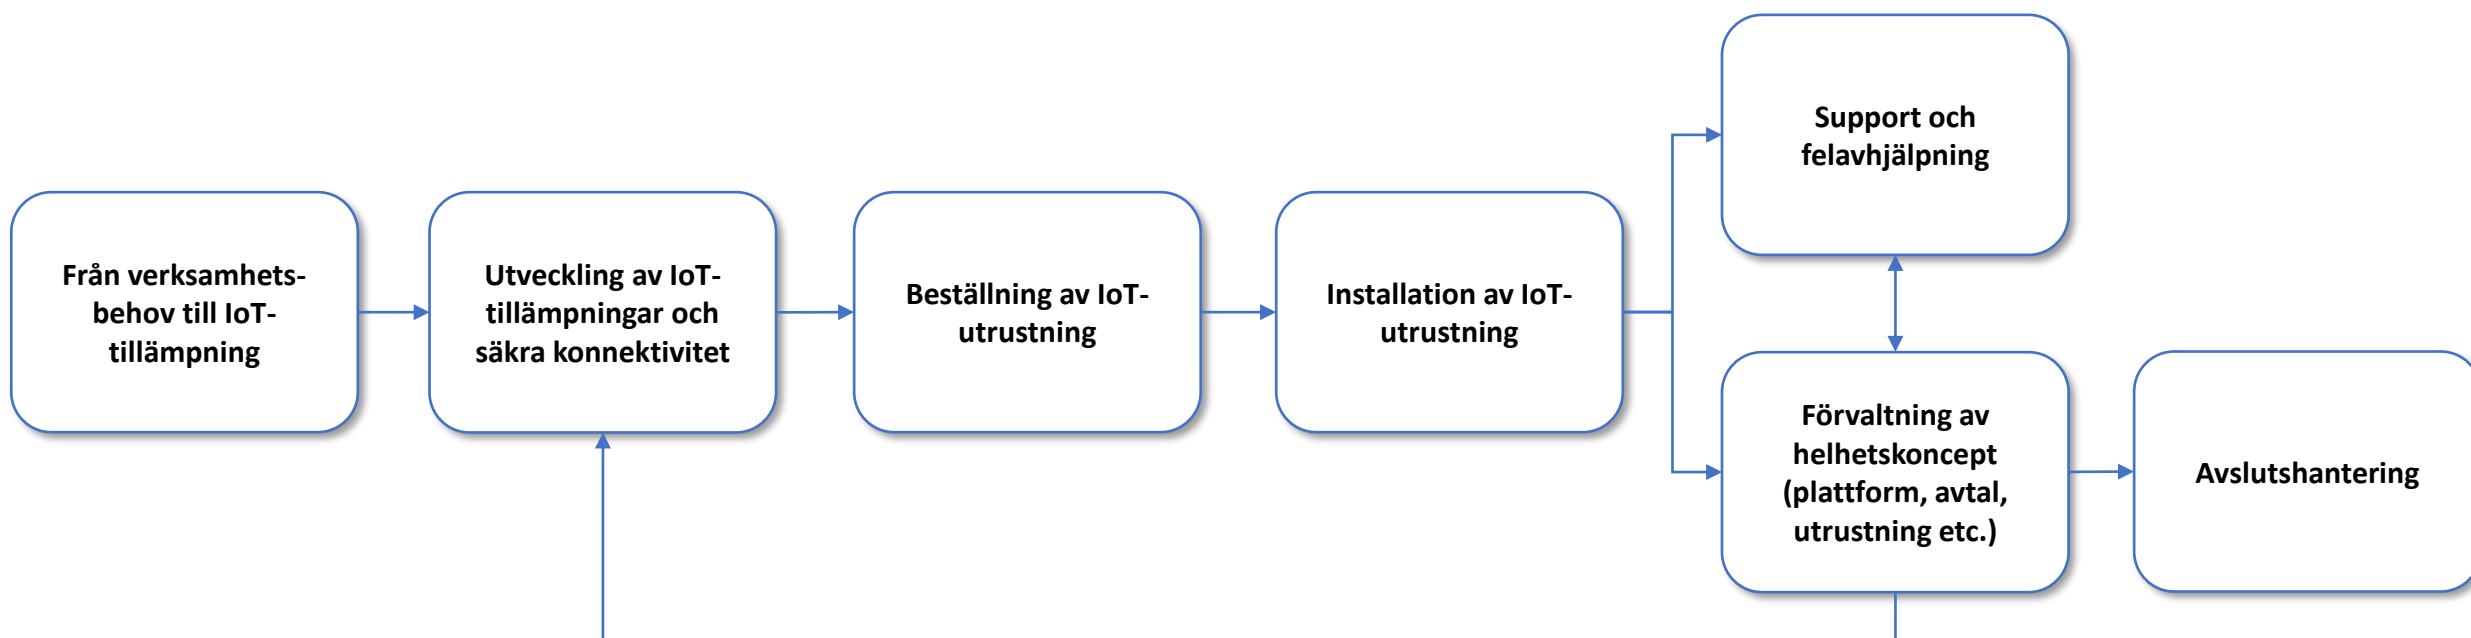 Från verksamhets-
behov till IoT-
tillämpning
Utveckling av IoT-
tillämpningar och
säkra konnektivitet
Beställning av IoT-
utrustning
Installation av IoT-
utrustning
Support och
felavhjälpning
Förvaltning av
helhetskoncept
(plattform, avtal,
utrustning etc.)
Avslutshantering